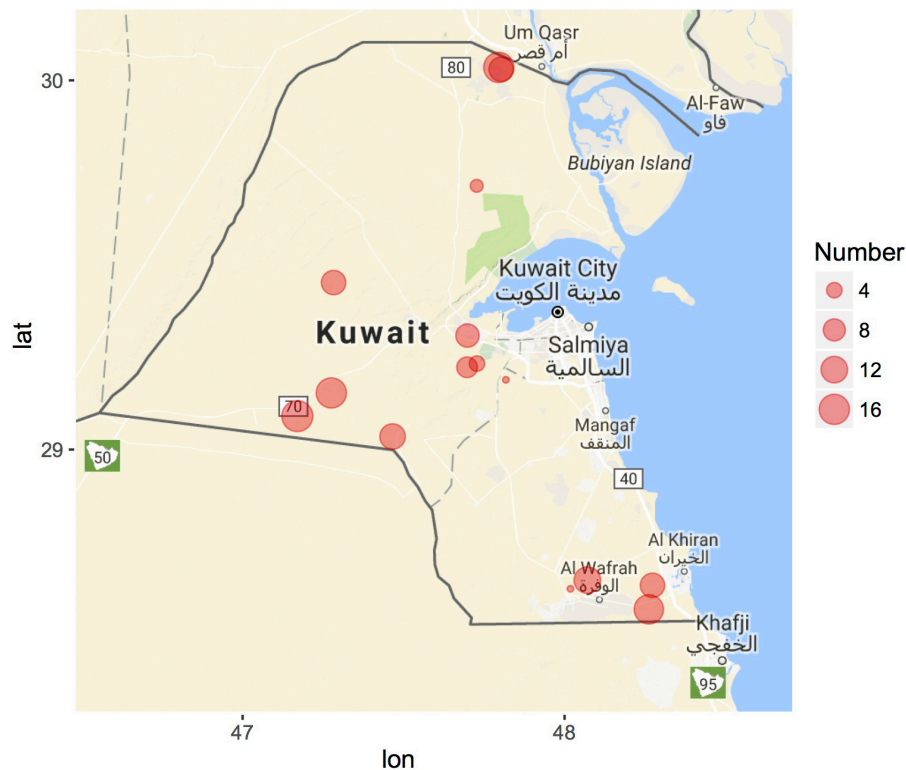 Um Qasr
أم قصر
80
30
Al-Faw
فاو
Bubiyan Island
Kuwait City
مدينة الكويت
Number
4
8
12
16
lat
Kuwait
Salmiya
السالمية
70
Mangaf
المنقف
29
50
40
Al Khiran
الخيران
Al Wafrah
الوفرة
Khafji
الخفجي
95
47
48
lon